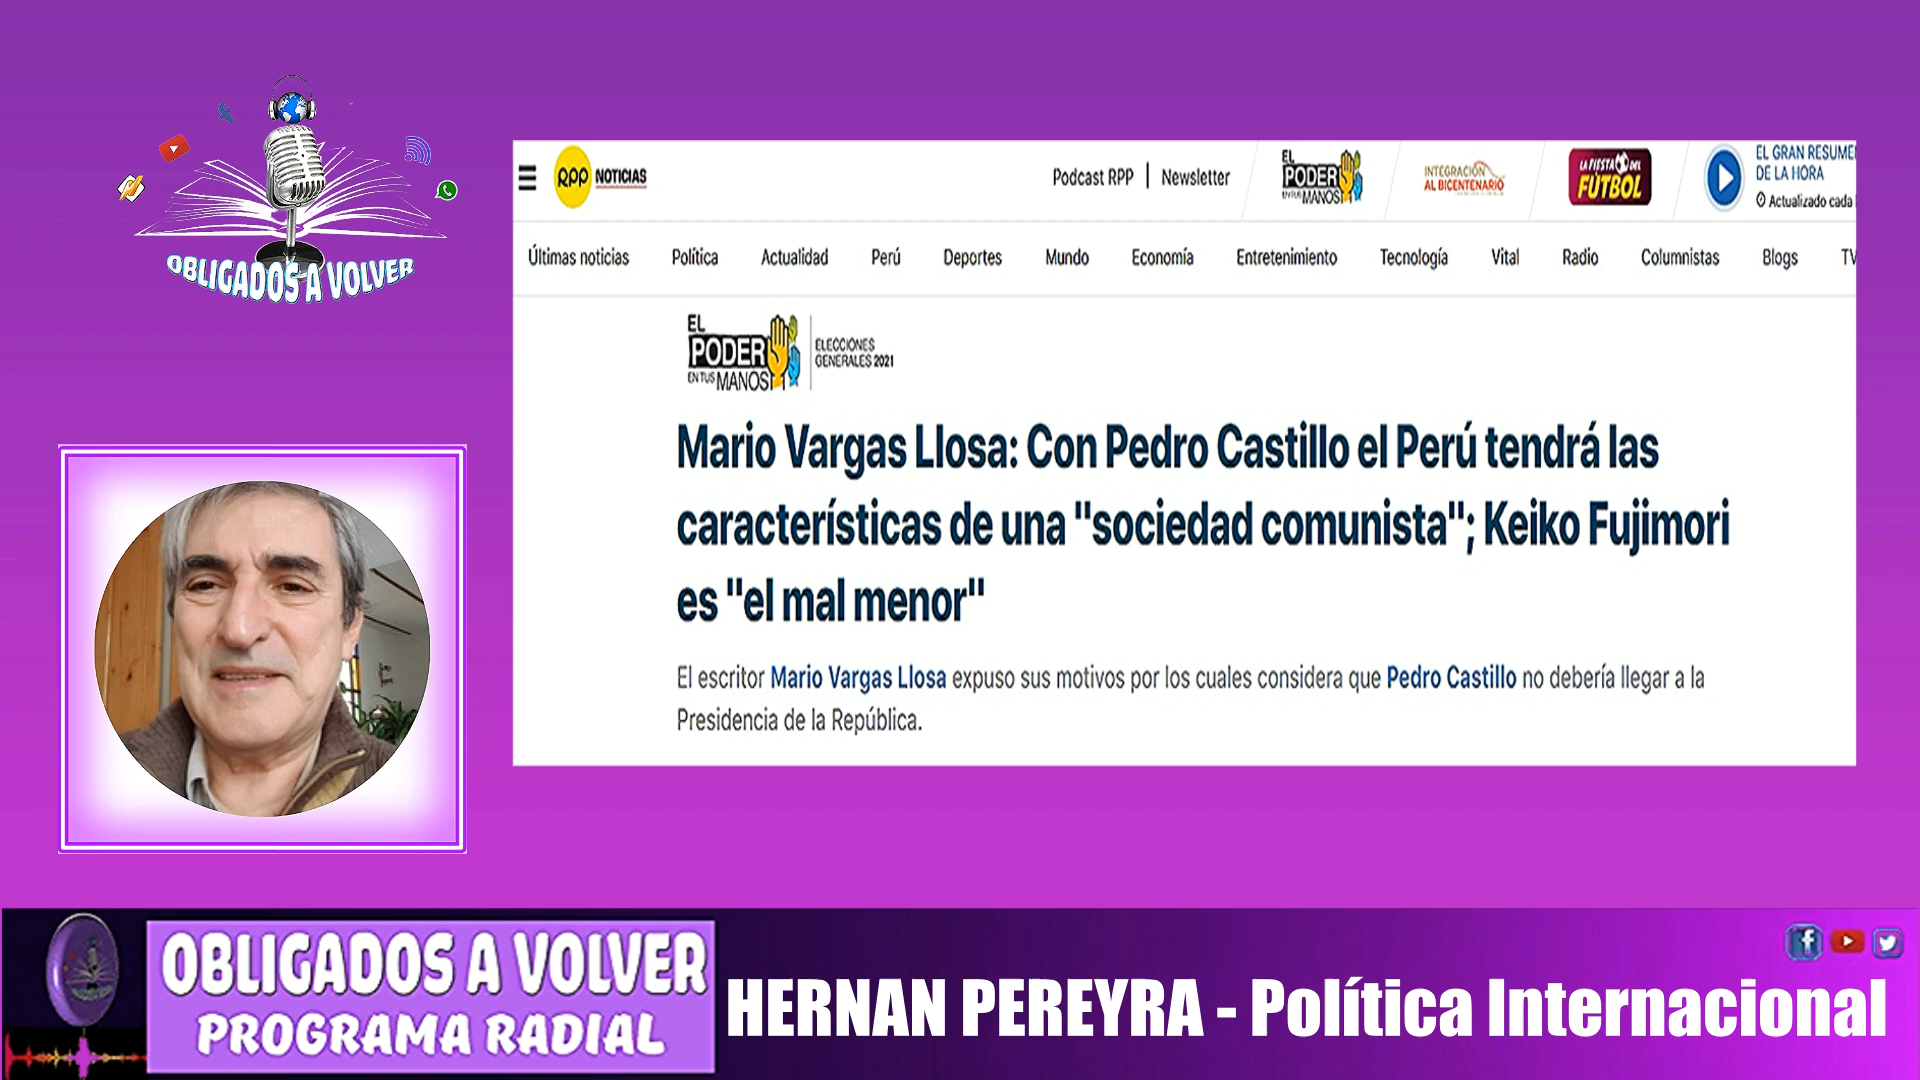 OBLIGADOS A VOLVER
RPP NOTICIAS
Podcast RPP | Newsletter
EL PODER EN TUS MANOS
INTEGRACIÓN AL BICENTENARIO
LA FIESTA DEL FÚTBOL
EL GRAN RESUME
DE LA HORA
Actualizado cada
Últimas noticias Política Actualidad Perú Deportes Mundo Economía Entretenimiento Tecnología Vital Radio Columnistas Blogs TV
EL
PODER
EN TUS MANOS
ELECCIONES
GENERALES 2021
Mario Vargas Llosa: Con Pedro Castillo el Perú tendrá las
características de una "sociedad comunista"; Keiko Fujimori
es "el mal menor"
El escritor Mario Vargas Llosa expuso sus motivos por los cuales considera que Pedro Castillo no debería llegar a la
Presidencia de la República.
OBLIGADOS A VOLVER
PROGRAMA RADIAL
HERNAN PEREYRA - Política Internacional